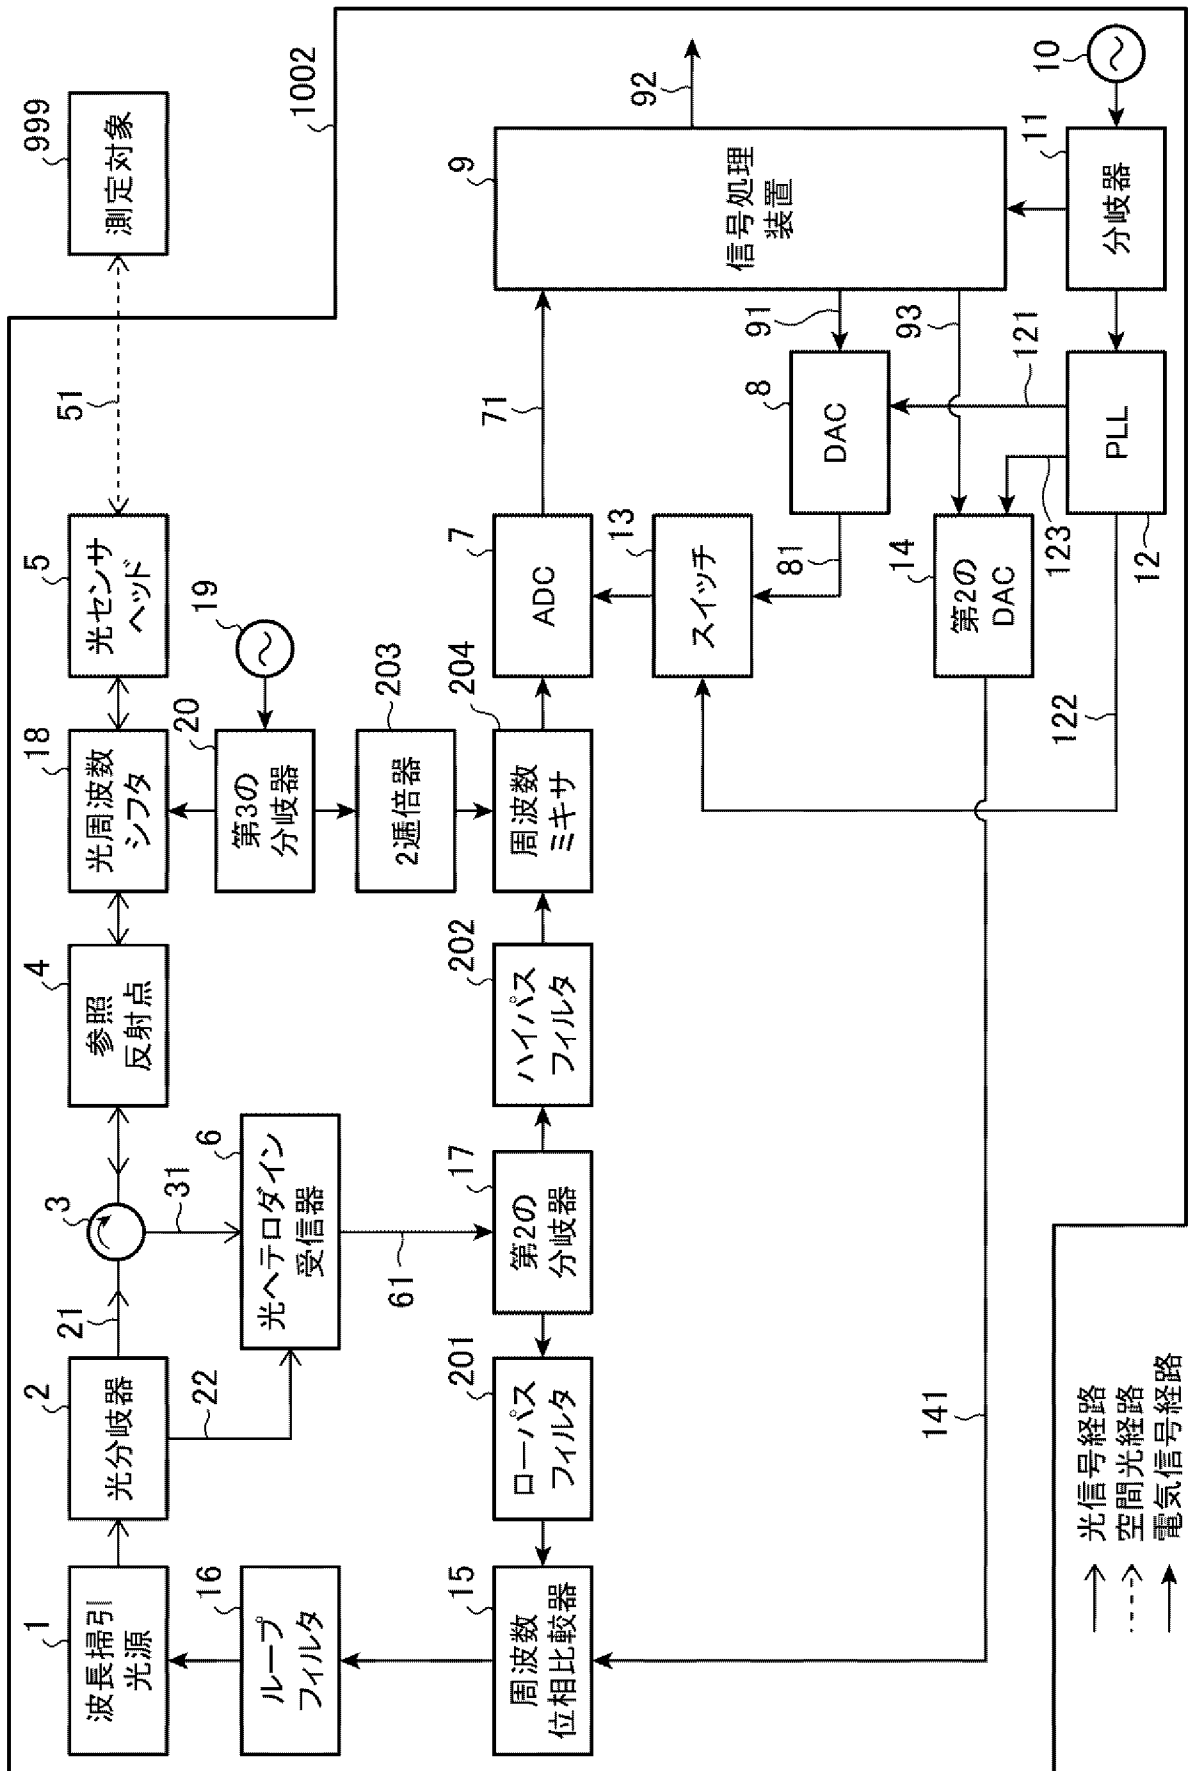 1
波長掃引
光源
2
光分岐器
21
22
3
31
4
参照
反射点
18
光周波数
シフタ
5
光センサ
ヘッド
51
999
測定対象
1002
16
ループ
フィルタ
6
光ヘテロダイン
受信器
61
20
第3の
分岐器
19
203
2逓倍器
15
周波数
位相比較器
201
ローパス
フィルタ
17
第2の
分岐器
202
ハイパス
フィルタ
204
周波数
ミキサ
7
ADC
71
9
信号処理
装置
92
13
スイッチ
81
8
DAC
91
93
14
第2の
DAC
141
122
123
121
12
PLL
11
分岐器
10
光信号経路
空間光経路
電気信号経路